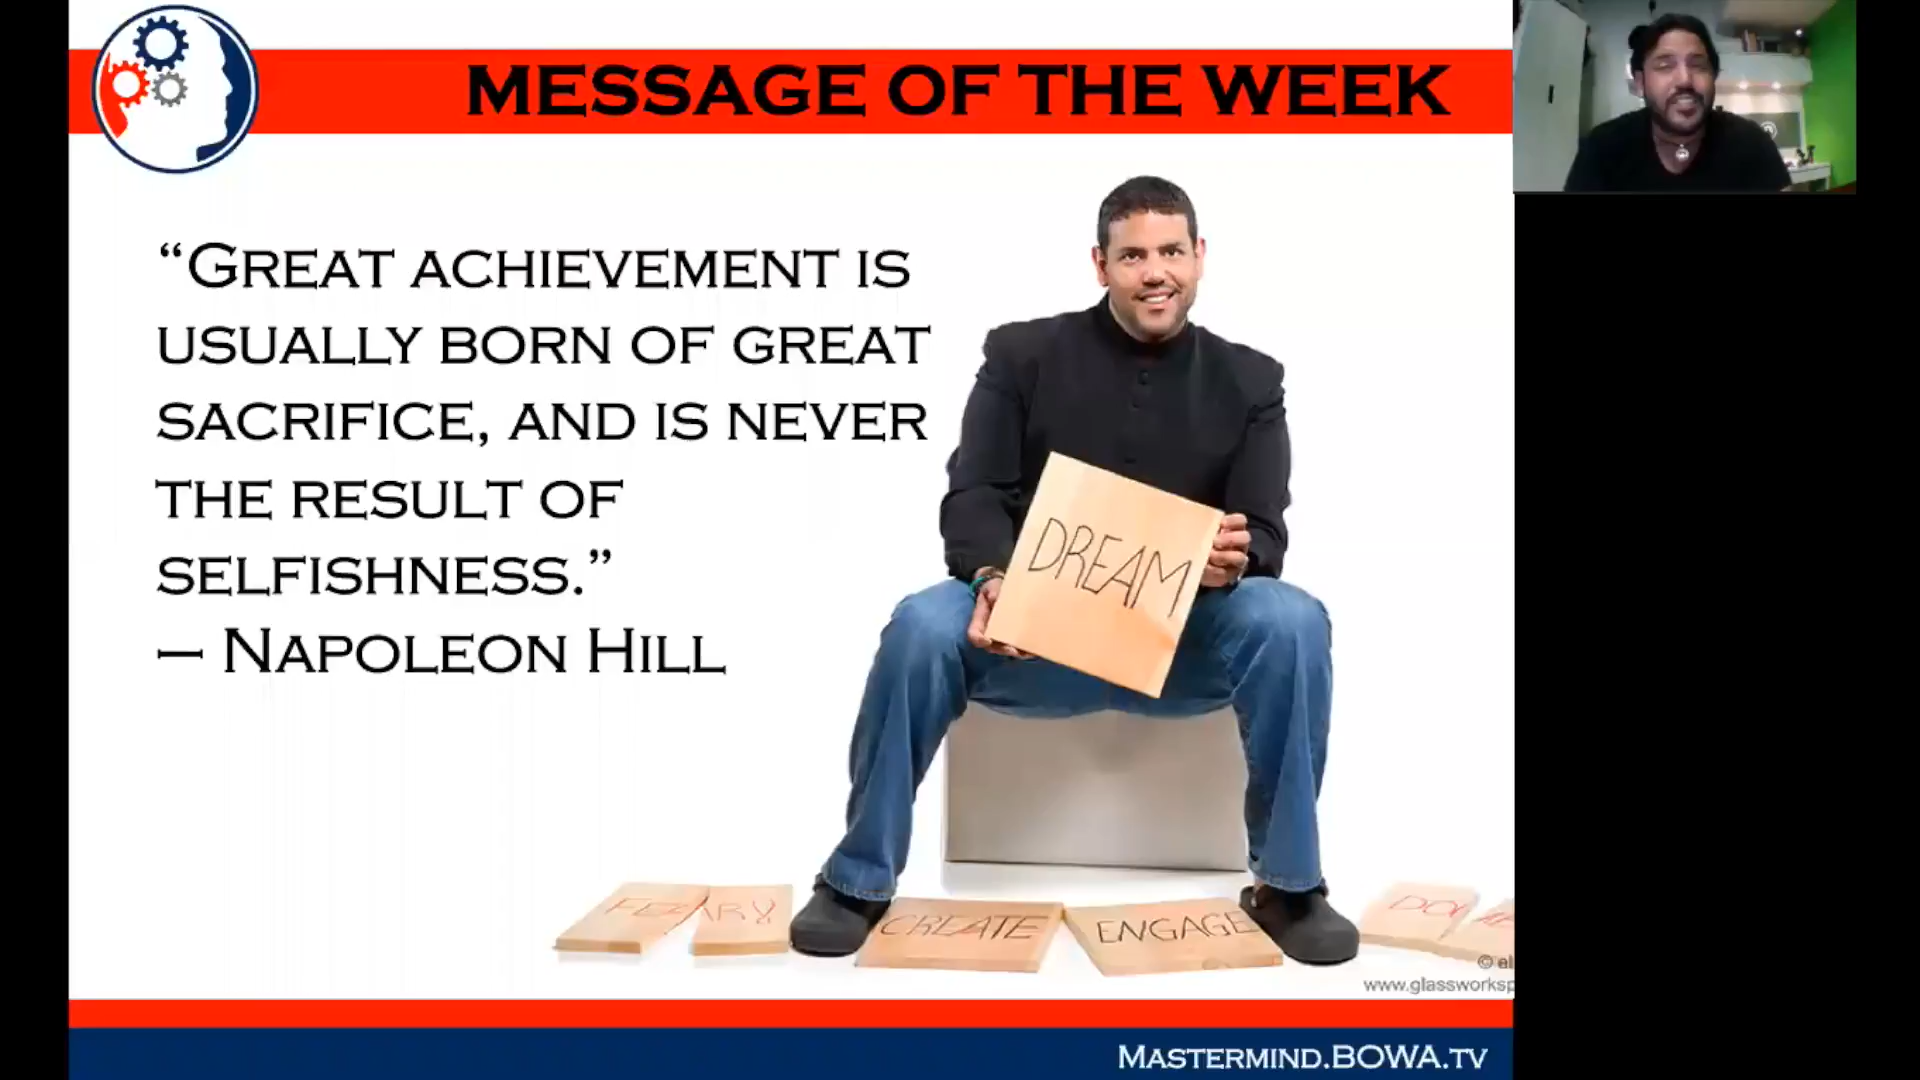 MESSAGE OF THE WEEK
“GREAT ACHIEVEMENT IS
USUALLY BORN OF GREAT
SACRIFICE, AND IS NEVER
THE RESULT OF
SELFISHNESS.”
– NAPOLEON HILL
DREAM
CREATE
ENGAGE
©
MASTERMIND.BOWA.TV